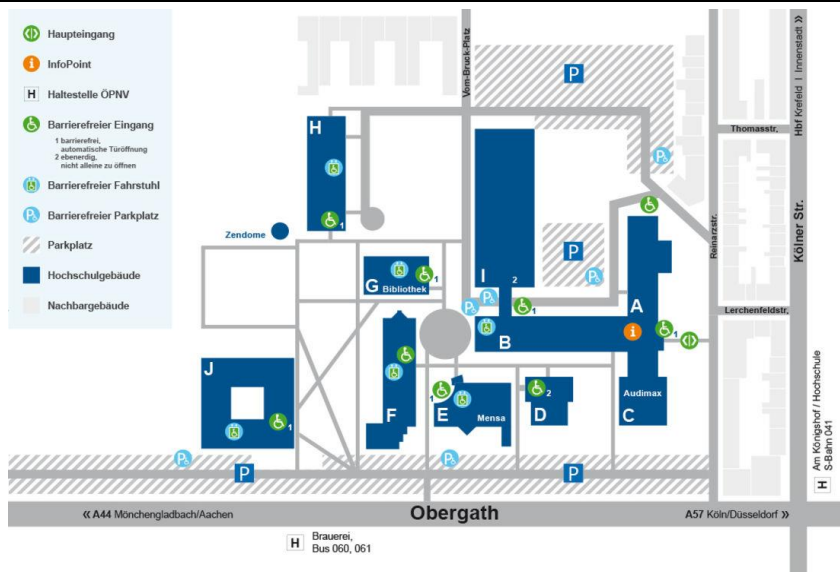 Haupteingang
i InfoPoint
H Haltestelle ÖPNV
Barrierefreier Eingang
1 barrierefrei,
automatische Türöffnung
2 ebenerdig,
nicht alleine zu öffnen
Barrierefreier Fahrstuhl
P Barrierefreier Parkplatz
Parkplatz
Hochschulgebäude
Nachbargebäude
Vom-Bruck-Platz
P
Hbf Krefeld | Innenstadt »
H
Thomasstr.
P
1
Zendome
Reinarzstr.
Kölner Str.
P
I
2
G
Bibliothek
1
P
P
P
1
A
Lerchenfeldstr.
B
i
1
J
F
1
E
Mensa
2
D
Audimax
C
1
P
P
P
P
Am Königshof / Hochschule
S-Bahn 041
H
« A44 Mönchengladbach/Aachen
Obergath
A57 Köln/Düsseldorf »
H
Brauerei,
Bus 060, 061